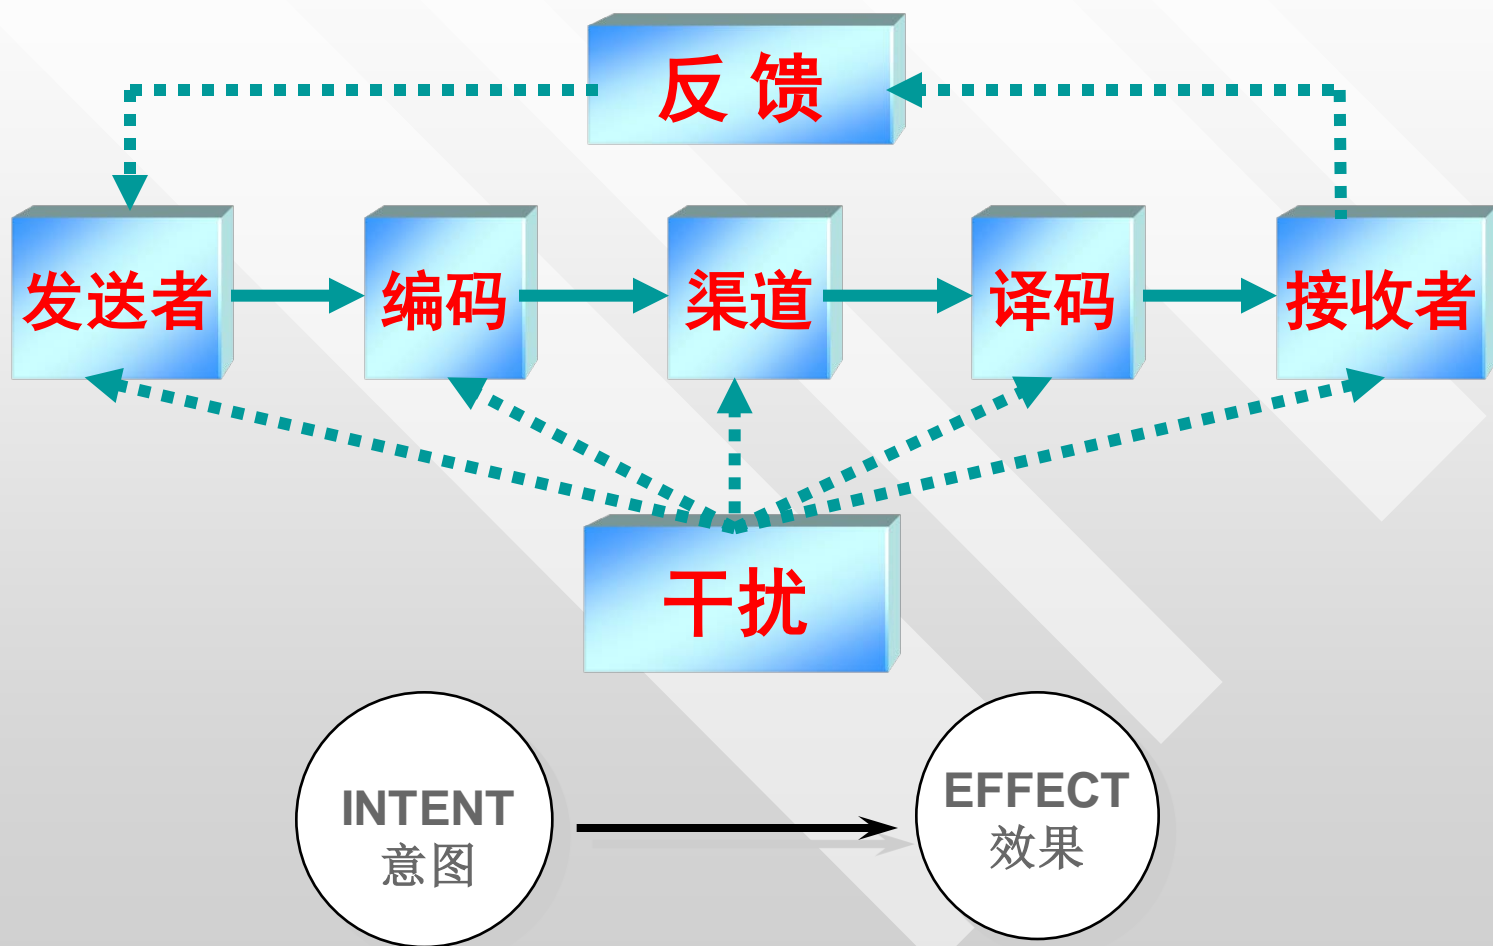 反 馈
发送者
编码
渠道
译码
接收者
干扰
INTENT
意图
EFFECT
效果